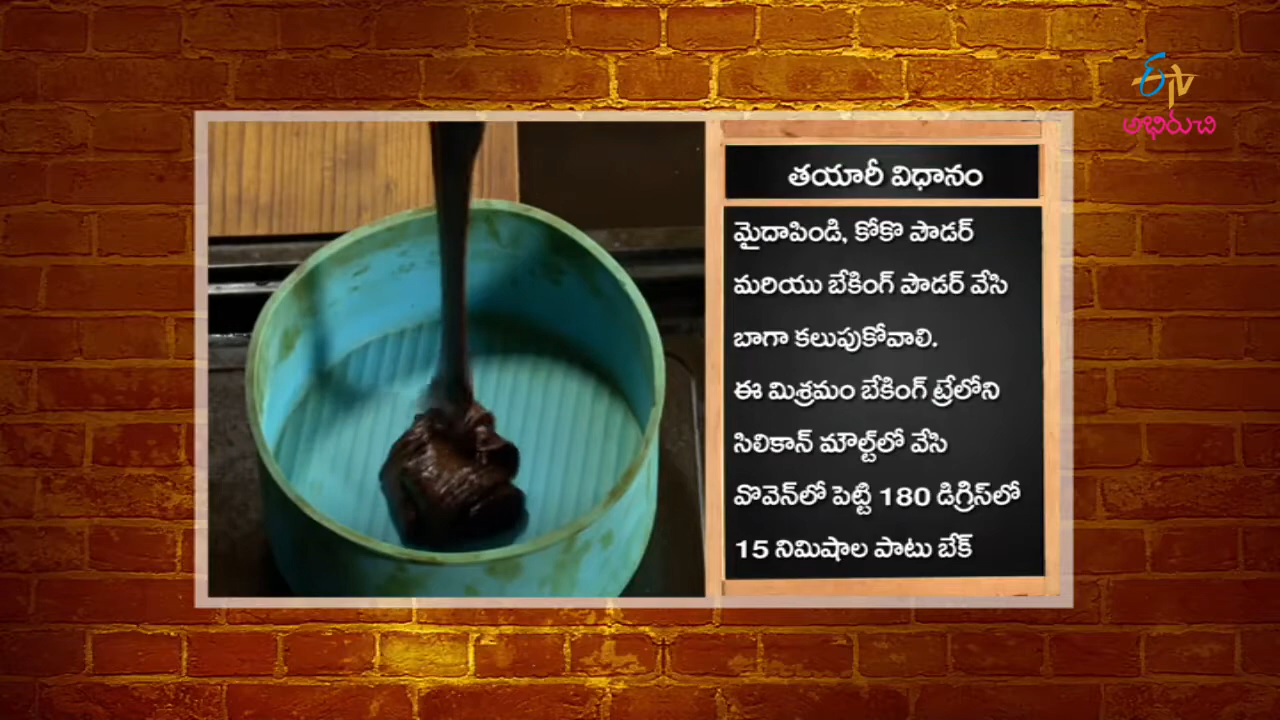 ETV
అభిరుచి
తయారీ విధానం
మైదాపిండి, కోకొ పౌడర్
మరియు బేకింగ్ పౌడర్ వేసి
బాగా కలుపుకోవాలి.
ఈ మిశ్రమం బేకింగ్ ట్రేలోని
సిలికాన్ మౌల్ట్‌లో వేసి
వొవెన్‌లో పెట్టి 180 డిగ్రీస్‌లో
15 నిమిషాల పాటు బేక్